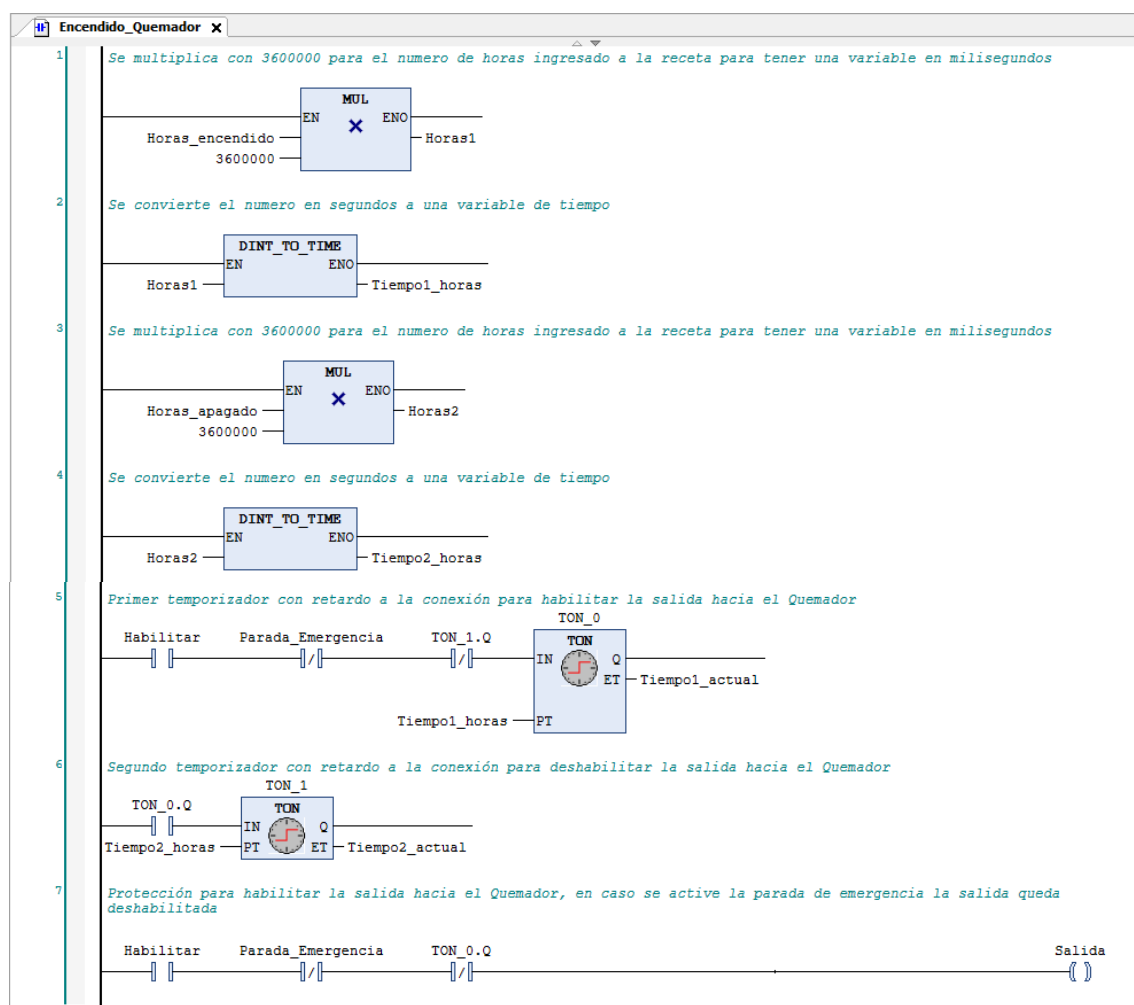 Encendido_Quemador x
1
Se multiplica con 3600000 para el numero de horas ingresado a la receta para tener una variable en milisegundos
MUL
EN ENO
Horas_encendido Horas1
3600000
2
Se convierte el numero en segundos a una variable de tiempo
DINT_TO_TIME
EN ENO
Horas1 Tiempo1_horas
3
Se multiplica con 3600000 para el numero de horas ingresado a la receta para tener una variable en milisegundos
MUL
EN ENO
Horas_apagado Horas2
3600000
4
Se convierte el numero en segundos a una variable de tiempo
DINT_TO_TIME
EN ENO
Horas2 Tiempo2_horas
5
Primer temporizador con retardo a la conexión para habilitar la salida hacia el Quemador
TON_0
Habilitar Parada_Emergencia TON_1.Q TON
IN Q
ET Tiempo1_actual
Tiempo1_horas PT
6
Segundo temporizador con retardo a la conexión para deshabilitar la salida hacia el Quemador
TON_1
TON_0.Q TON
IN Q
Tiempo2_horas PT ET Tiempo2_actual
7
Protección para habilitar la salida hacia el Quemador, en caso se active la parada de emergencia la salida queda
deshabilitada
Habilitar Parada_Emergencia TON_0.Q Salida